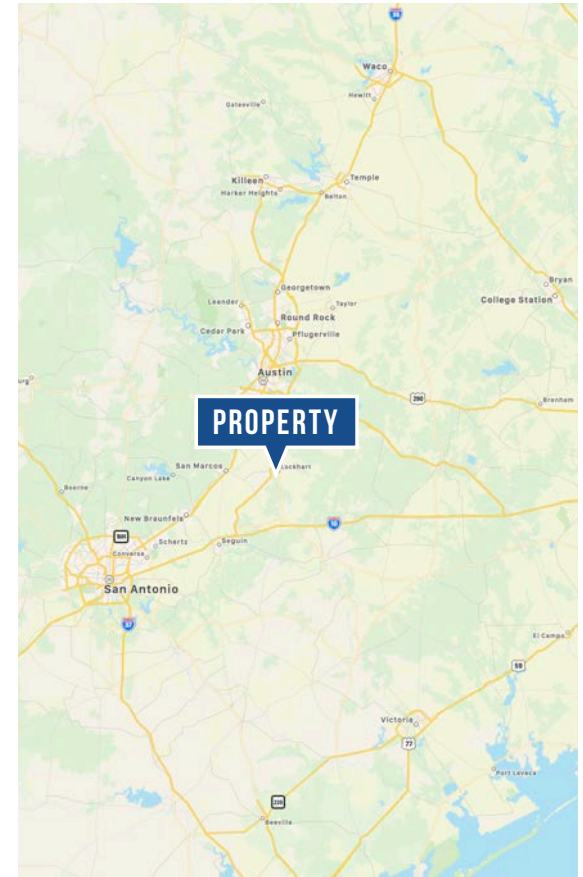 35
Waco
Hewitt
Gatesville
Killeen
Temple
Harker Heights
Belton
Georgetown
Leander
Taylor
Round Rock
Cedar Park
Pflugerville
Bryan
College Station
Austin
290
Brenham
PROPERTY
Lockhart
San Marcos
Canyon Lake
Boerne
New Braunfels
10
Schertz
Seguin
Converse
San Antonio
37
El Campo
59
Victoria
77
Port Lavaca
Beeville